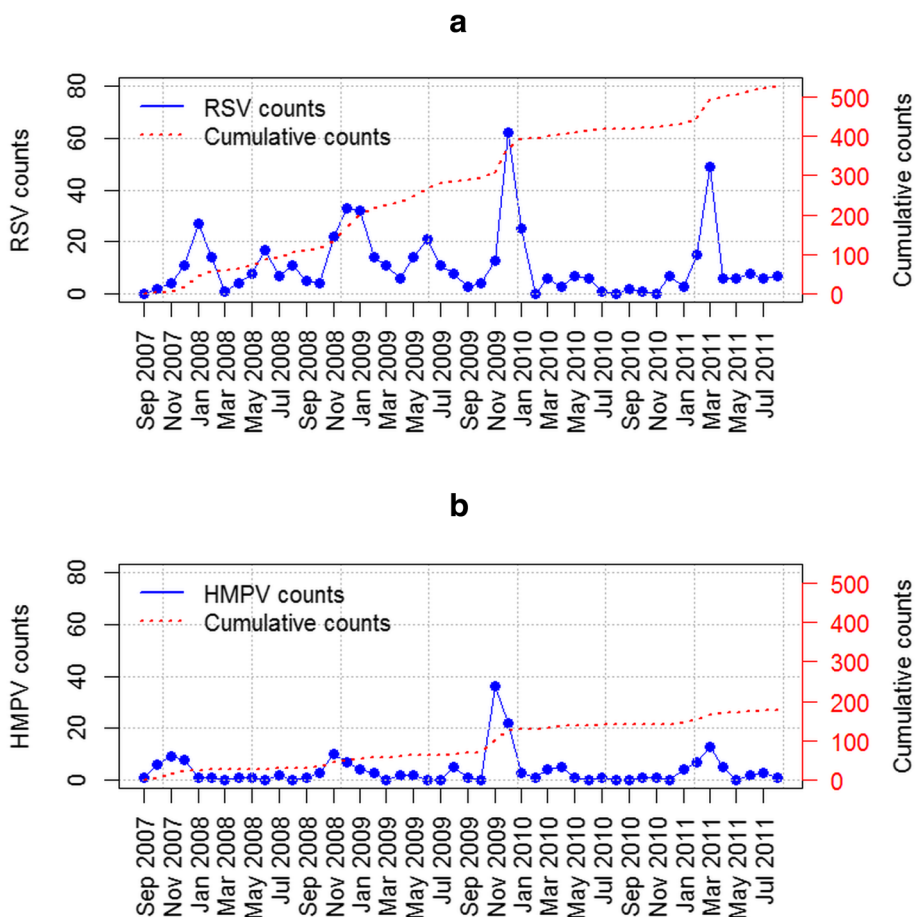 a
RSV counts
Cumulative counts
RSV counts
80
60
40
20
0
Cumulative counts
500
400
300
200
100
0
Sep 2007
Nov 2007
Jan 2008
Mar 2008
May 2008
Jul 2008
Sep 2008
Nov 2008
Jan 2009
Mar 2009
May 2009
Jul 2009
Sep 2009
Nov 2009
Jan 2010
Mar 2010
May 2010
Jul 2010
Sep 2010
Nov 2010
Jan 2011
Mar 2011
May 2011
Jul 2011
b
HMPV counts
Cumulative counts
HMPV counts
80
60
40
20
0
Cumulative counts
500
400
300
200
100
0
Sep 2007
Nov 2007
Jan 2008
Mar 2008
May 2008
Jul 2008
Sep 2008
Nov 2008
Jan 2009
Mar 2009
May 2009
Jul 2009
Sep 2009
Nov 2009
Jan 2010
Mar 2010
May 2010
Jul 2010
Sep 2010
Nov 2010
Jan 2011
Mar 2011
May 2011
Jul 2011